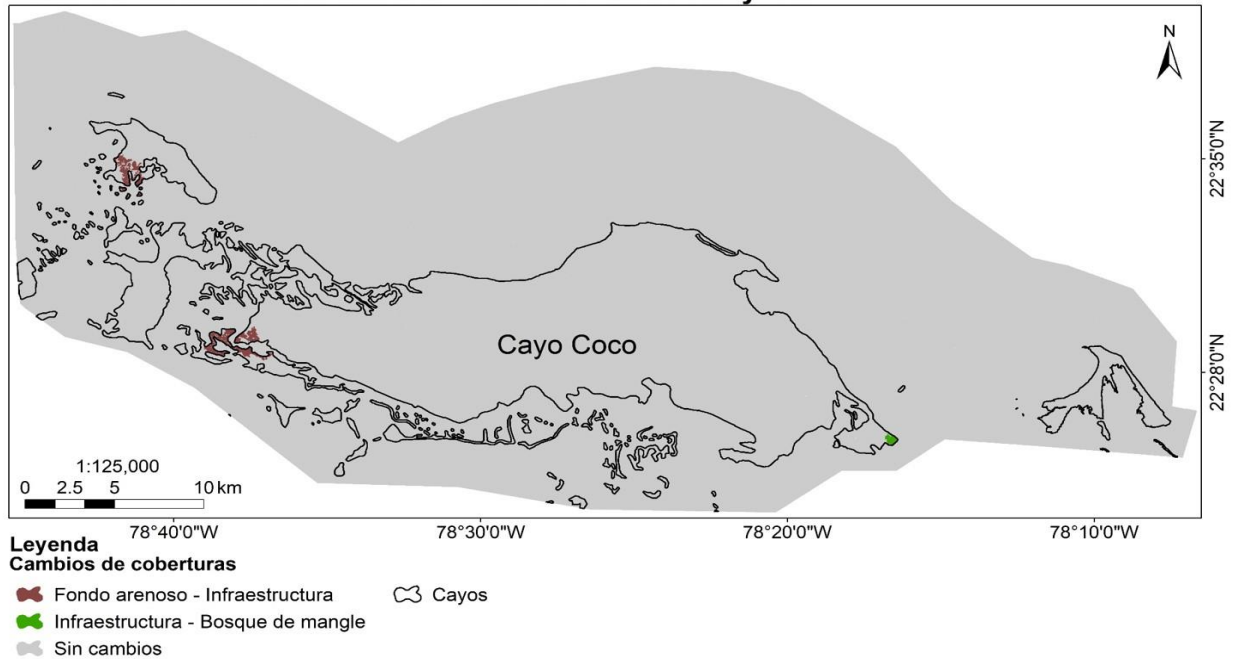 N
22°35'0"N
Cayo Coco
22°28'0"N
1:125,000
0 2.5 5 10 km
78°40'0"W 78°30'0"W 78°20'0"W 78°10'0"W
Leyenda
Cambios de coberturas
Fondo arenoso - Infraestructura Cayos
Infraestructura - Bosque de mangle
Sin cambios